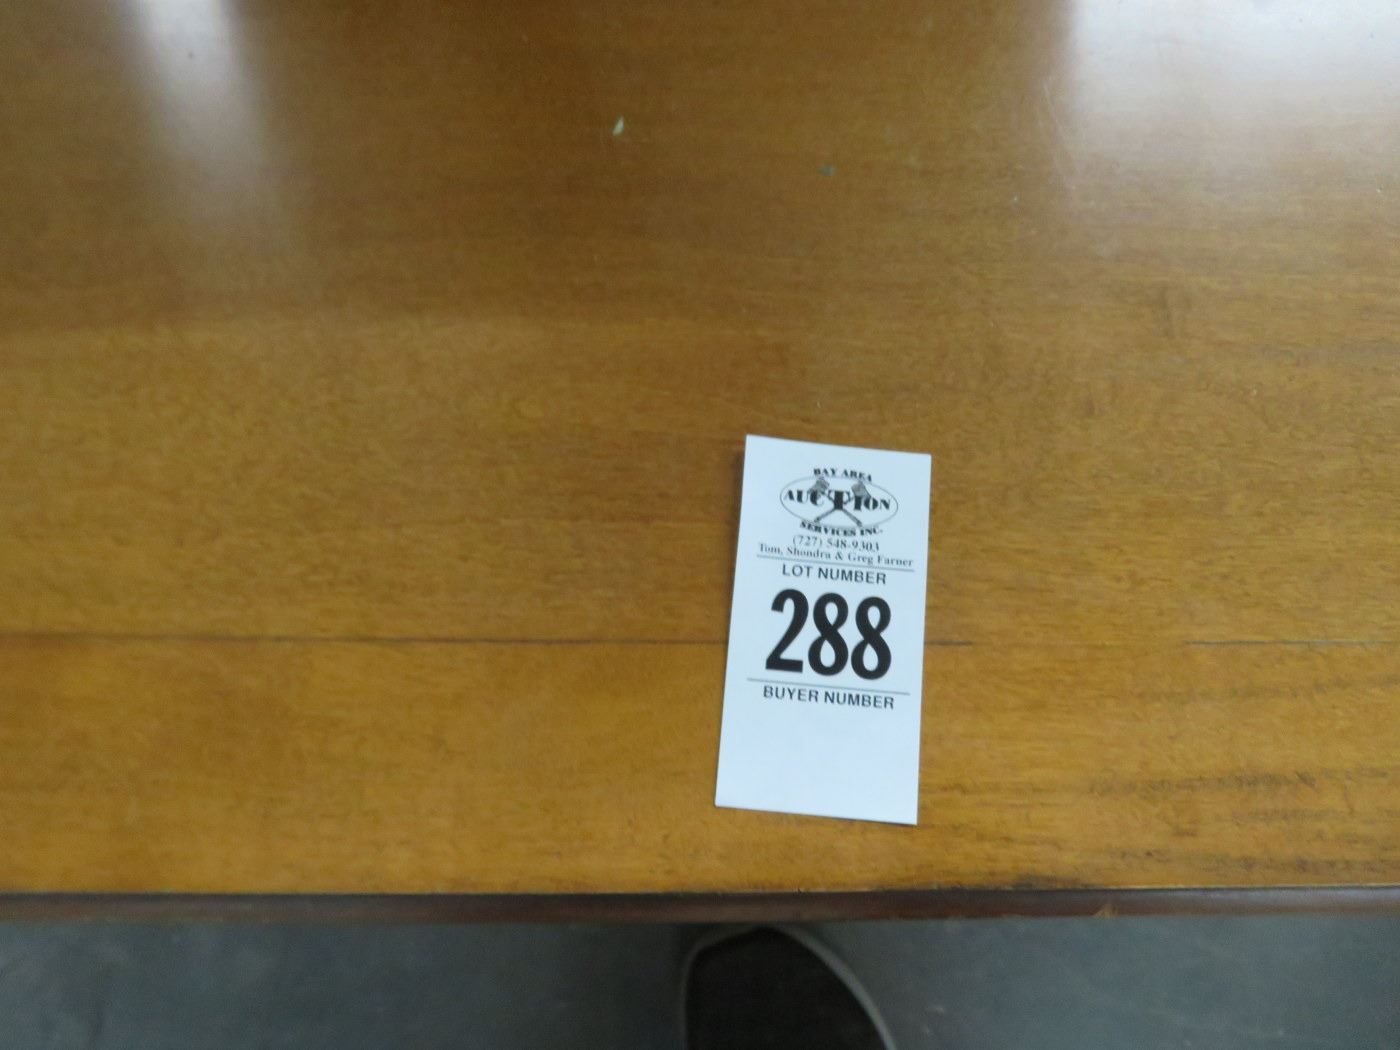 BAY AREA
AUCTION
SERVICES INC.
(727) 548-9303
Tom, Shondra & Greg Farner
LOT NUMBER
288
BUYER NUMBER